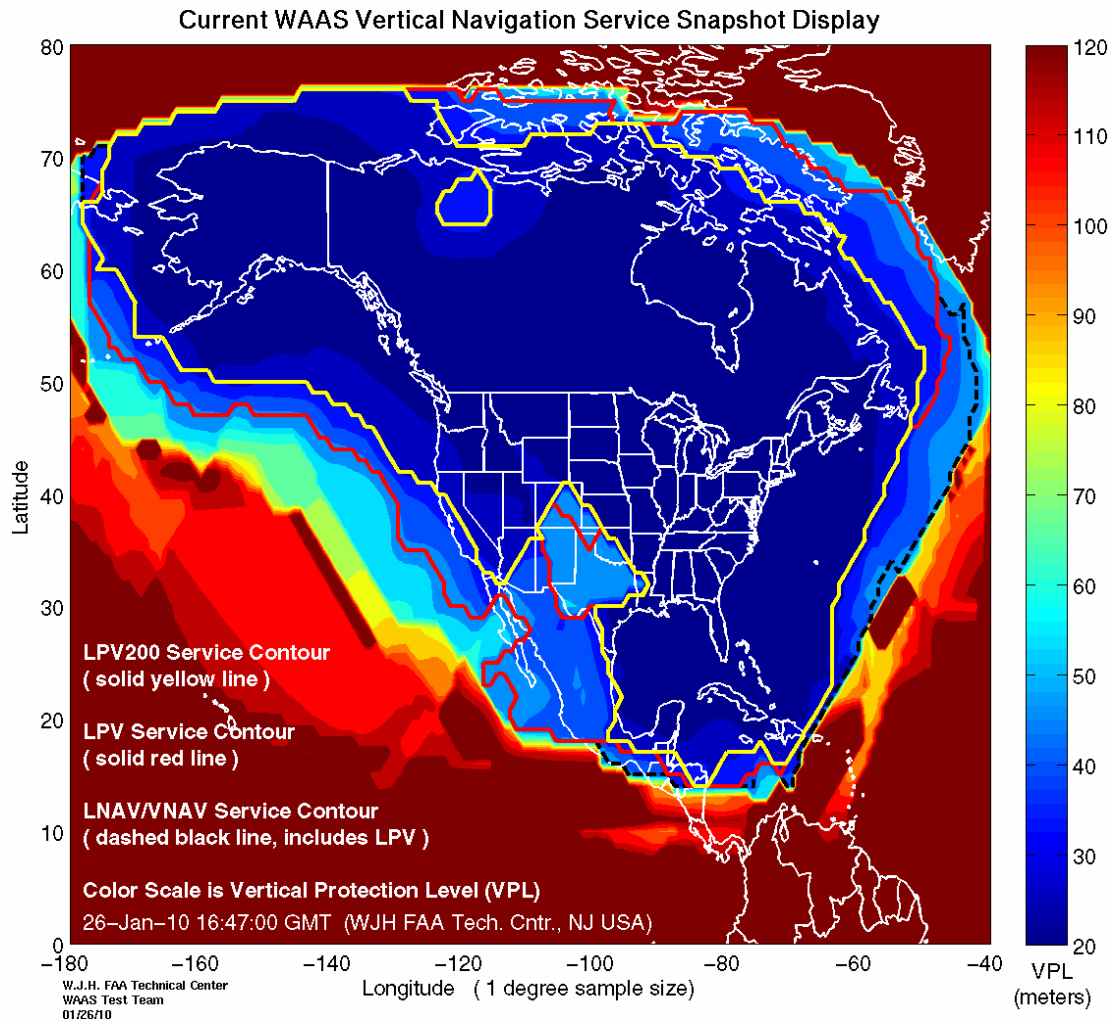 Current WAAS Vertical Navigation Service Snapshot Display
80
70
60
50
40
30
20
10
0
Latitude
LPV200 Service Contour
( solid yellow line )
LPV Service Contour
( solid red line )
LNAV/VNAV Service Contour
( dashed black line, includes LPV )
Color Scale is Vertical Protection Level (VPL)
26-Jan-10 16:47:00 GMT (WJH FAA Tech. Cntr., NJ USA)
-180 -160 -140 -120 -100 -80 -60 -40
Longitude ( 1 degree sample size)
W.J.H. FAA Technical Center
WAAS Test Team
01/26/10
120
110
100
90
80
70
60
50
40
30
20
VPL
(meters)